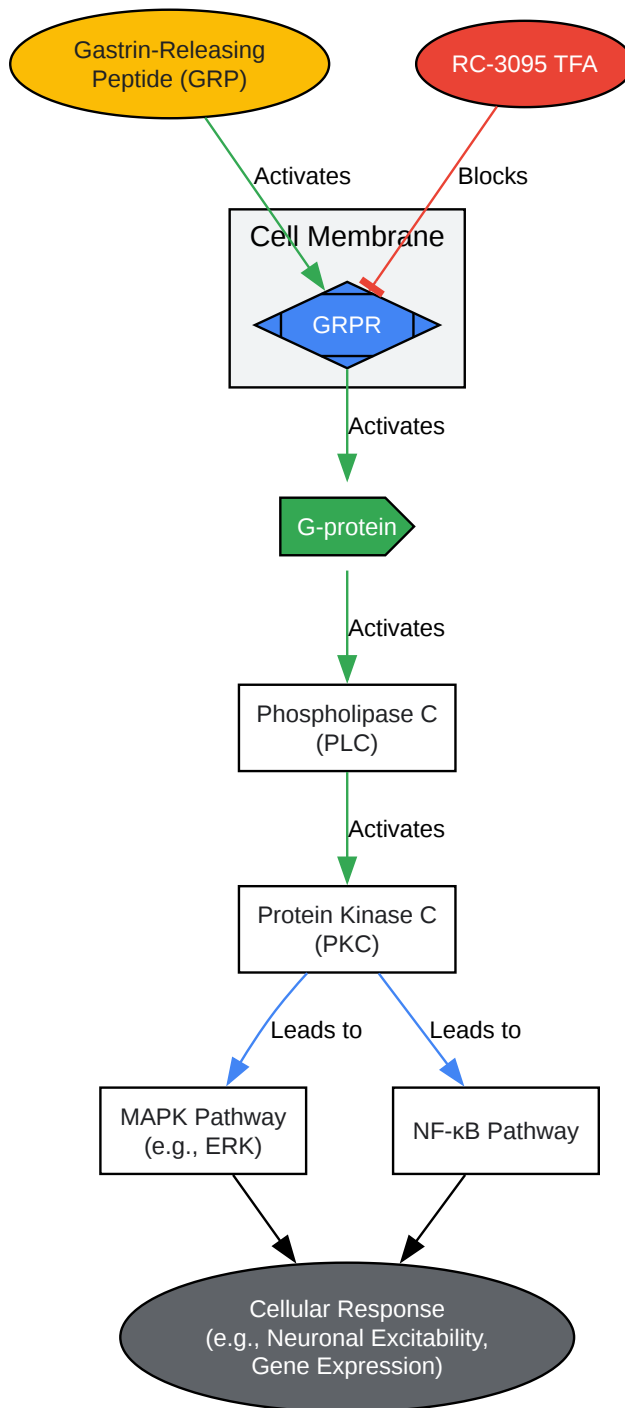 Gastrin-Releasing
Peptide (GRP)
RC-3095 TFA
Activates
Blocks
Cell Membrane
GRPR
Activates
G-protein
Activates
Phospholipase C
(PLC)
Activates
Protein Kinase C
(PKC)
Leads to
Leads to
MAPK Pathway
(e.g., ERK)
NF-κB Pathway
Cellular Response
(e.g., Neuronal Excitability,
Gene Expression)